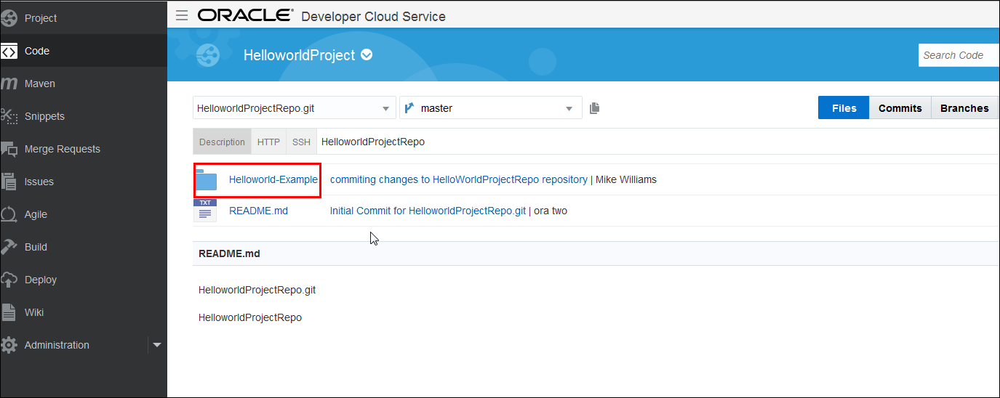 Project
Code
Maven
Snippets
Merge Requests
Issues
Agile
Build
Deploy
Wiki
Administration
ORACLE® Developer Cloud Service
HelloworldProject
Search Code
HelloworldProjectRepo.git master
Files Commits Branches
Description HTTP SSH HelloworldProjectRepo
Helloworld-Example commiting changes to HelloWorldProjectRepo repository | Mike Williams
TXT
README.md Initial Commit for HelloworldProjectRepo.git | ora two
README.md
HelloworldProjectRepo.git
HelloworldProjectRepo